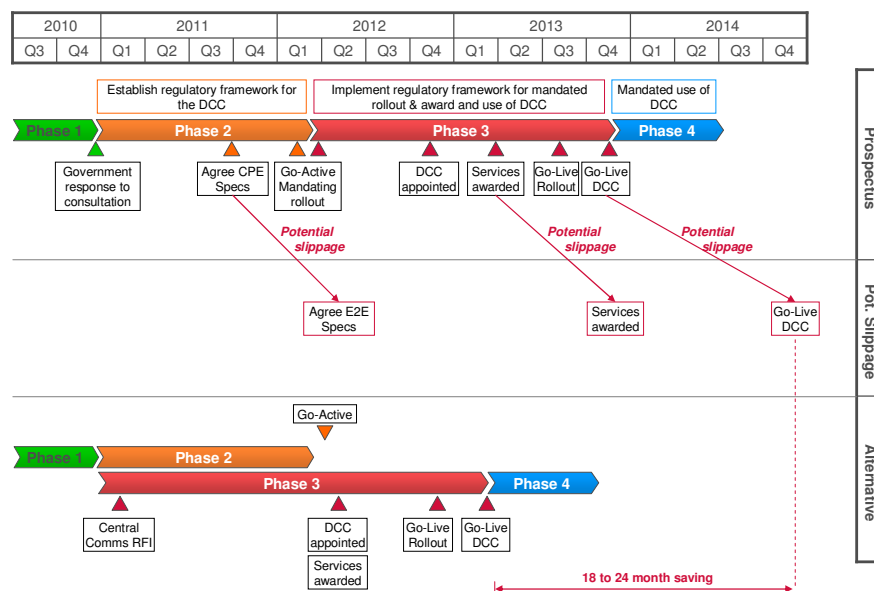 2010 2011 2012 2013 2014
Q3 Q4 Q1 Q2 Q3 Q4 Q1 Q2 Q3 Q4 Q1 Q2 Q3 Q4 Q1 Q2 Q3 Q4
Establish regulatory framework for
the DCC
Implement regulatory framework for mandated
rollout & award and use of DCC
Mandated use of
DCC
Phase 1 Phase 2 Phase 3 Phase 4
Government
response to
consultation
Agree CPE
Specs
Go-Active
Mandating
rollout
DCC
appointed
Services
awarded
Go-Live
Rollout
Go-Live
DCC
Prospectus
Potential
slippage
Potential
slippage
Potential
slippage
Agree E2E
Specs
Services
awarded
Go-Live
DCC
Pot. Slippage
Go-Active
Phase 1 Phase 2
Phase 3 Phase 4
Central
Comms RFI
DCC
appointed
Services
awarded
Go-Live
Rollout
Go-Live
DCC
Alternative
18 to 24 month saving